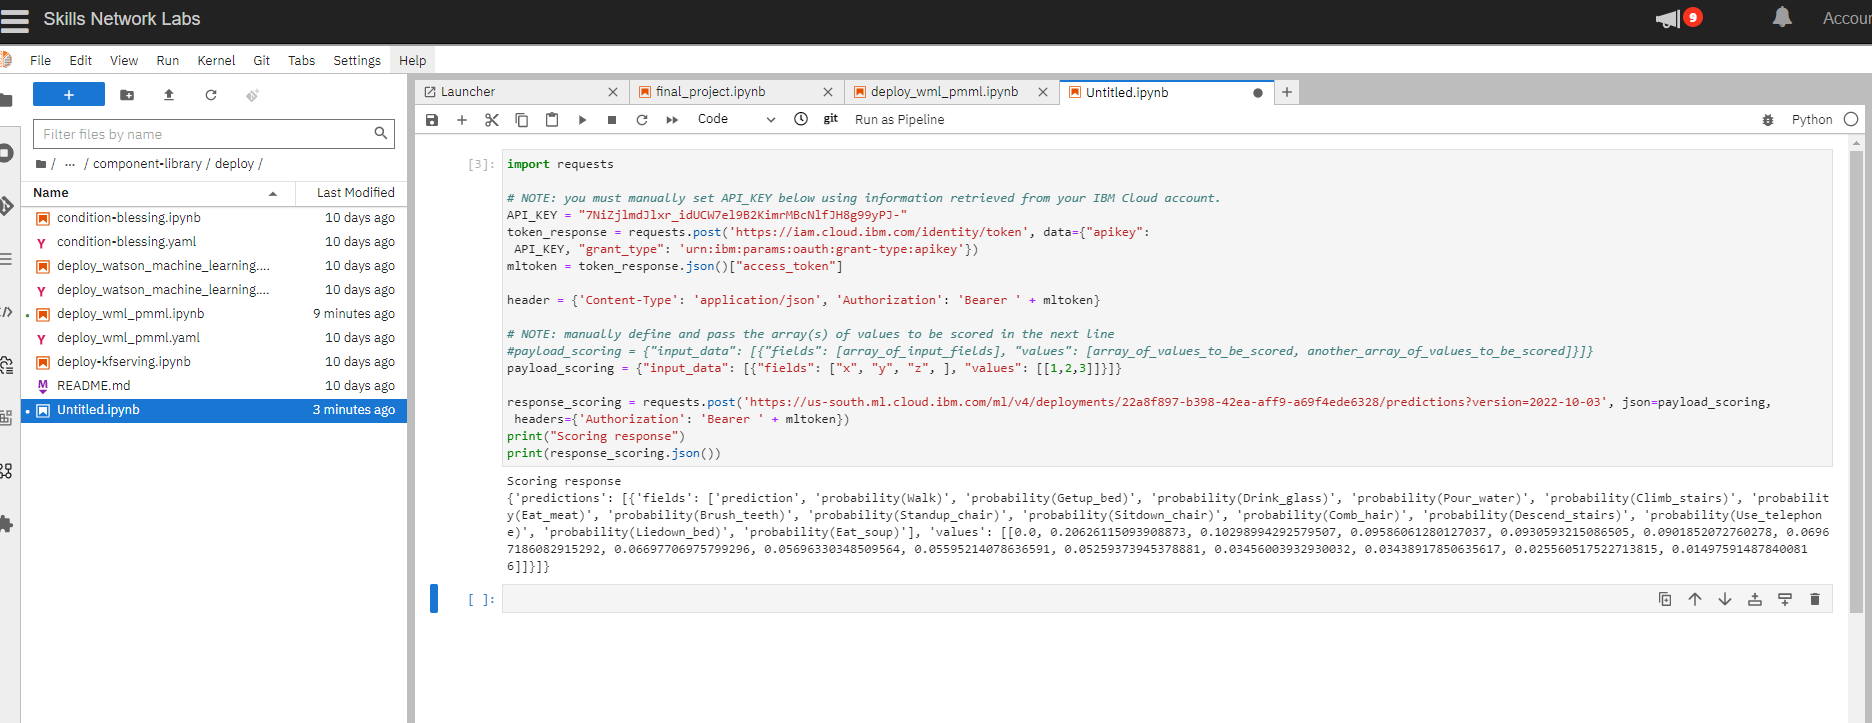 Skills Network Labs
9
Accoun
File Edit View Run Kernel Git Tabs Settings Help
+
Filter files by name
/ ... / component-library / deploy /
Name Last Modified
condition-blessing.ipynb 10 days ago
condition-blessing.yaml 10 days ago
deploy_watson_machine_learning.... 10 days ago
deploy_watson_machine_learning.... 10 days ago
deploy_wml_pmml.ipynb 9 minutes ago
deploy_wml_pmml.yaml 10 days ago
deploy-kfserving.ipynb 10 days ago
README.md 10 days ago
Untitled.ipynb 3 minutes ago
Launcher final_project.ipynb deploy_wml_pmml.ipynb Untitled.ipynb
Code git Run as Pipeline Python
[3]:
import requests
# NOTE: you must manually set API_KEY below using information retrieved from your IBM Cloud account.
API_KEY = "7NiZjlmdJlxr_idUCW7el9B2KimrMBcNlfJH8g99yPJ-"
token_response = requests.post('https://iam.cloud.ibm.com/identity/token', data={"apikey":
API_KEY, "grant_type": 'urn:ibm:params:oauth:grant-type:apikey'})
mltoken = token_response.json()["access_token"]
header = {'Content-Type': 'application/json', 'Authorization': 'Bearer ' + mltoken}
# NOTE: manually define and pass the array(s) of values to be scored in the next line
#payload_scoring = {"input_data": [{"fields": [array_of_input_fields], "values": [array_of_values_to_be_scored, another_array_of_values_to_be_scored]}]}
payload_scoring = {"input_data": [{"fields": ["x", "y", "z", ], "values": [[1,2,3]]}]}
response_scoring = requests.post('https://us-south.ml.cloud.ibm.com/ml/v4/deployments/22a8f897-b398-42ea-aff9-a69f4ede6328/predictions?version=2022-10-03', json=payload_scoring,
headers={'Authorization': 'Bearer ' + mltoken})
print("Scoring response")
print(response_scoring.json())
Scoring response
{'predictions': [{'fields': ['prediction', 'probability(Walk)', 'probability(Getup_bed)', 'probability(Drink_glass)', 'probability(Pour_water)', 'probability(Climb_stairs)', 'probabilit
y(Eat_meat)', 'probability(Brush_teeth)', 'probability(Standup_chair)', 'probability(Sitdown_chair)', 'probability(Comb_hair)', 'probability(Descend_stairs)', 'probability(Use_telephon
e)', 'probability(Liedown_bed)', 'probability(Eat_soup)'], 'values': [[0.0, 0.20626115093908873, 0.10298994292579507, 0.09586061280127037, 0.0930593215086505, 0.0901852072760278, 0.0696
7186082915292, 0.06697706975799296, 0.05696330348509564, 0.05595214078636591, 0.05259373945378881, 0.03456003932930032, 0.03438917850635617, 0.025560517522713815, 0.01497591487840081
6]]}]}
[ ]: